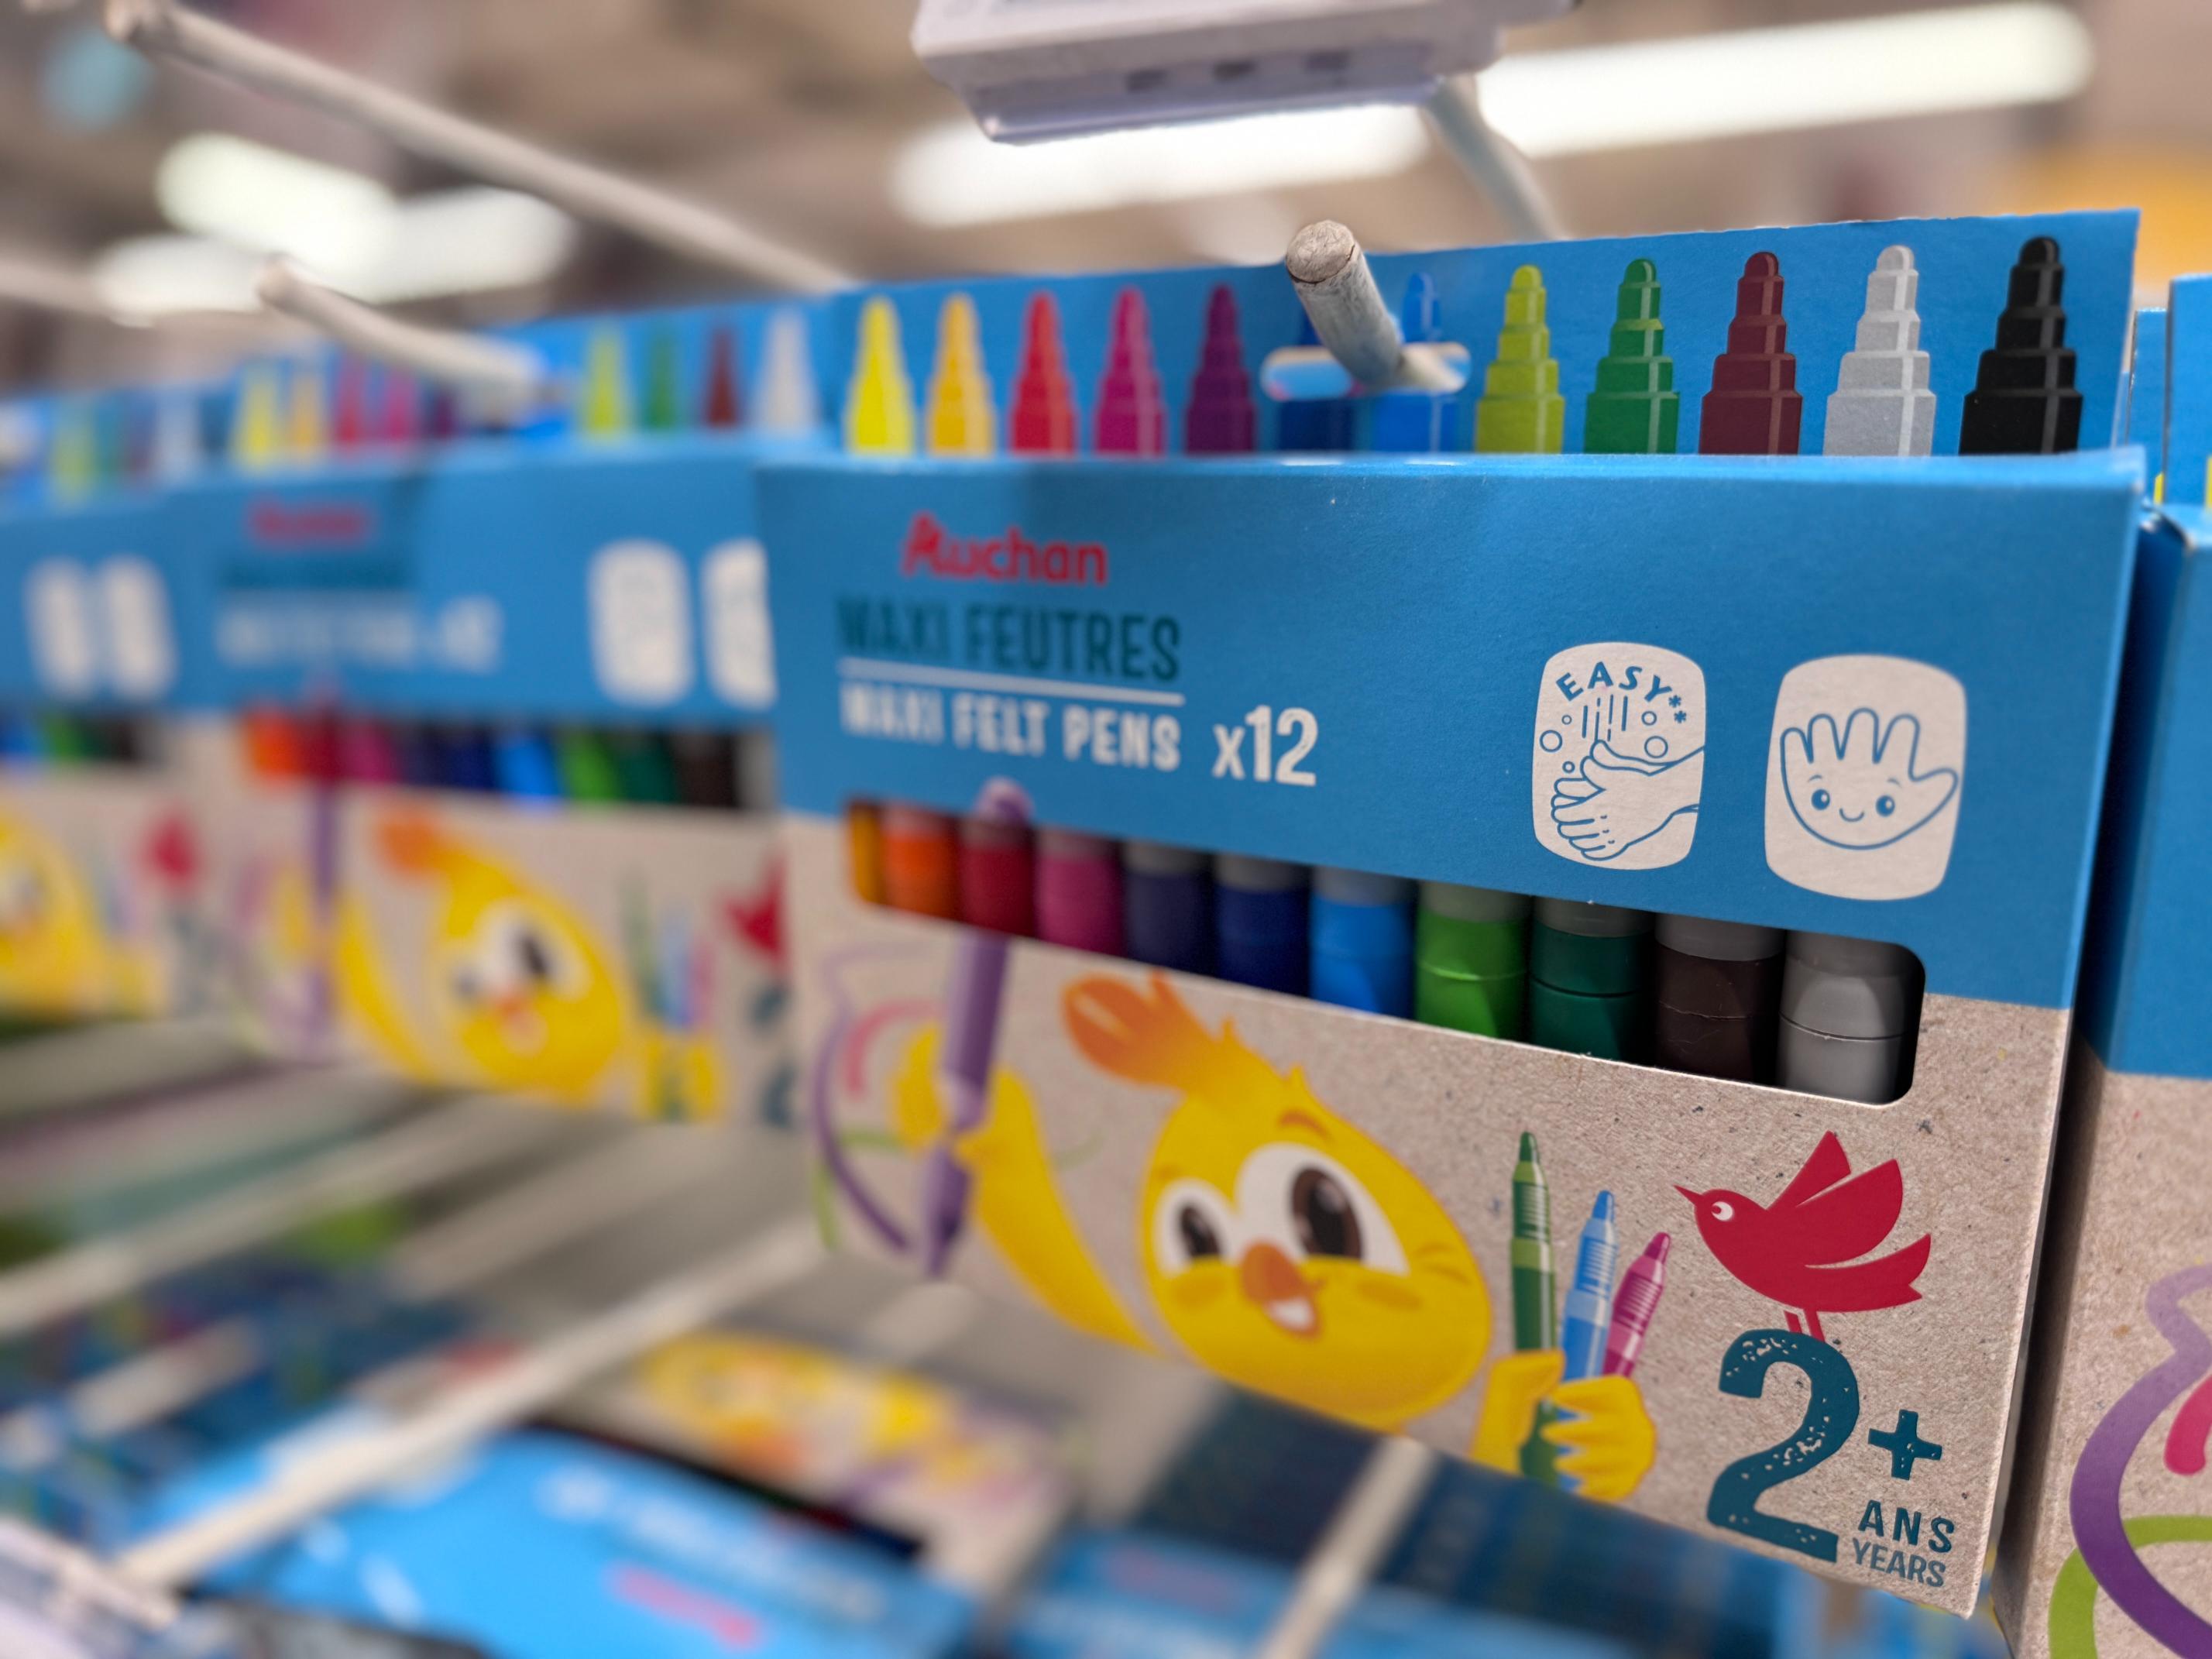 Auchan
MAXI FEUTRES
MAXI FELT PENS x12
EASY**
2+
ANS
YEARS